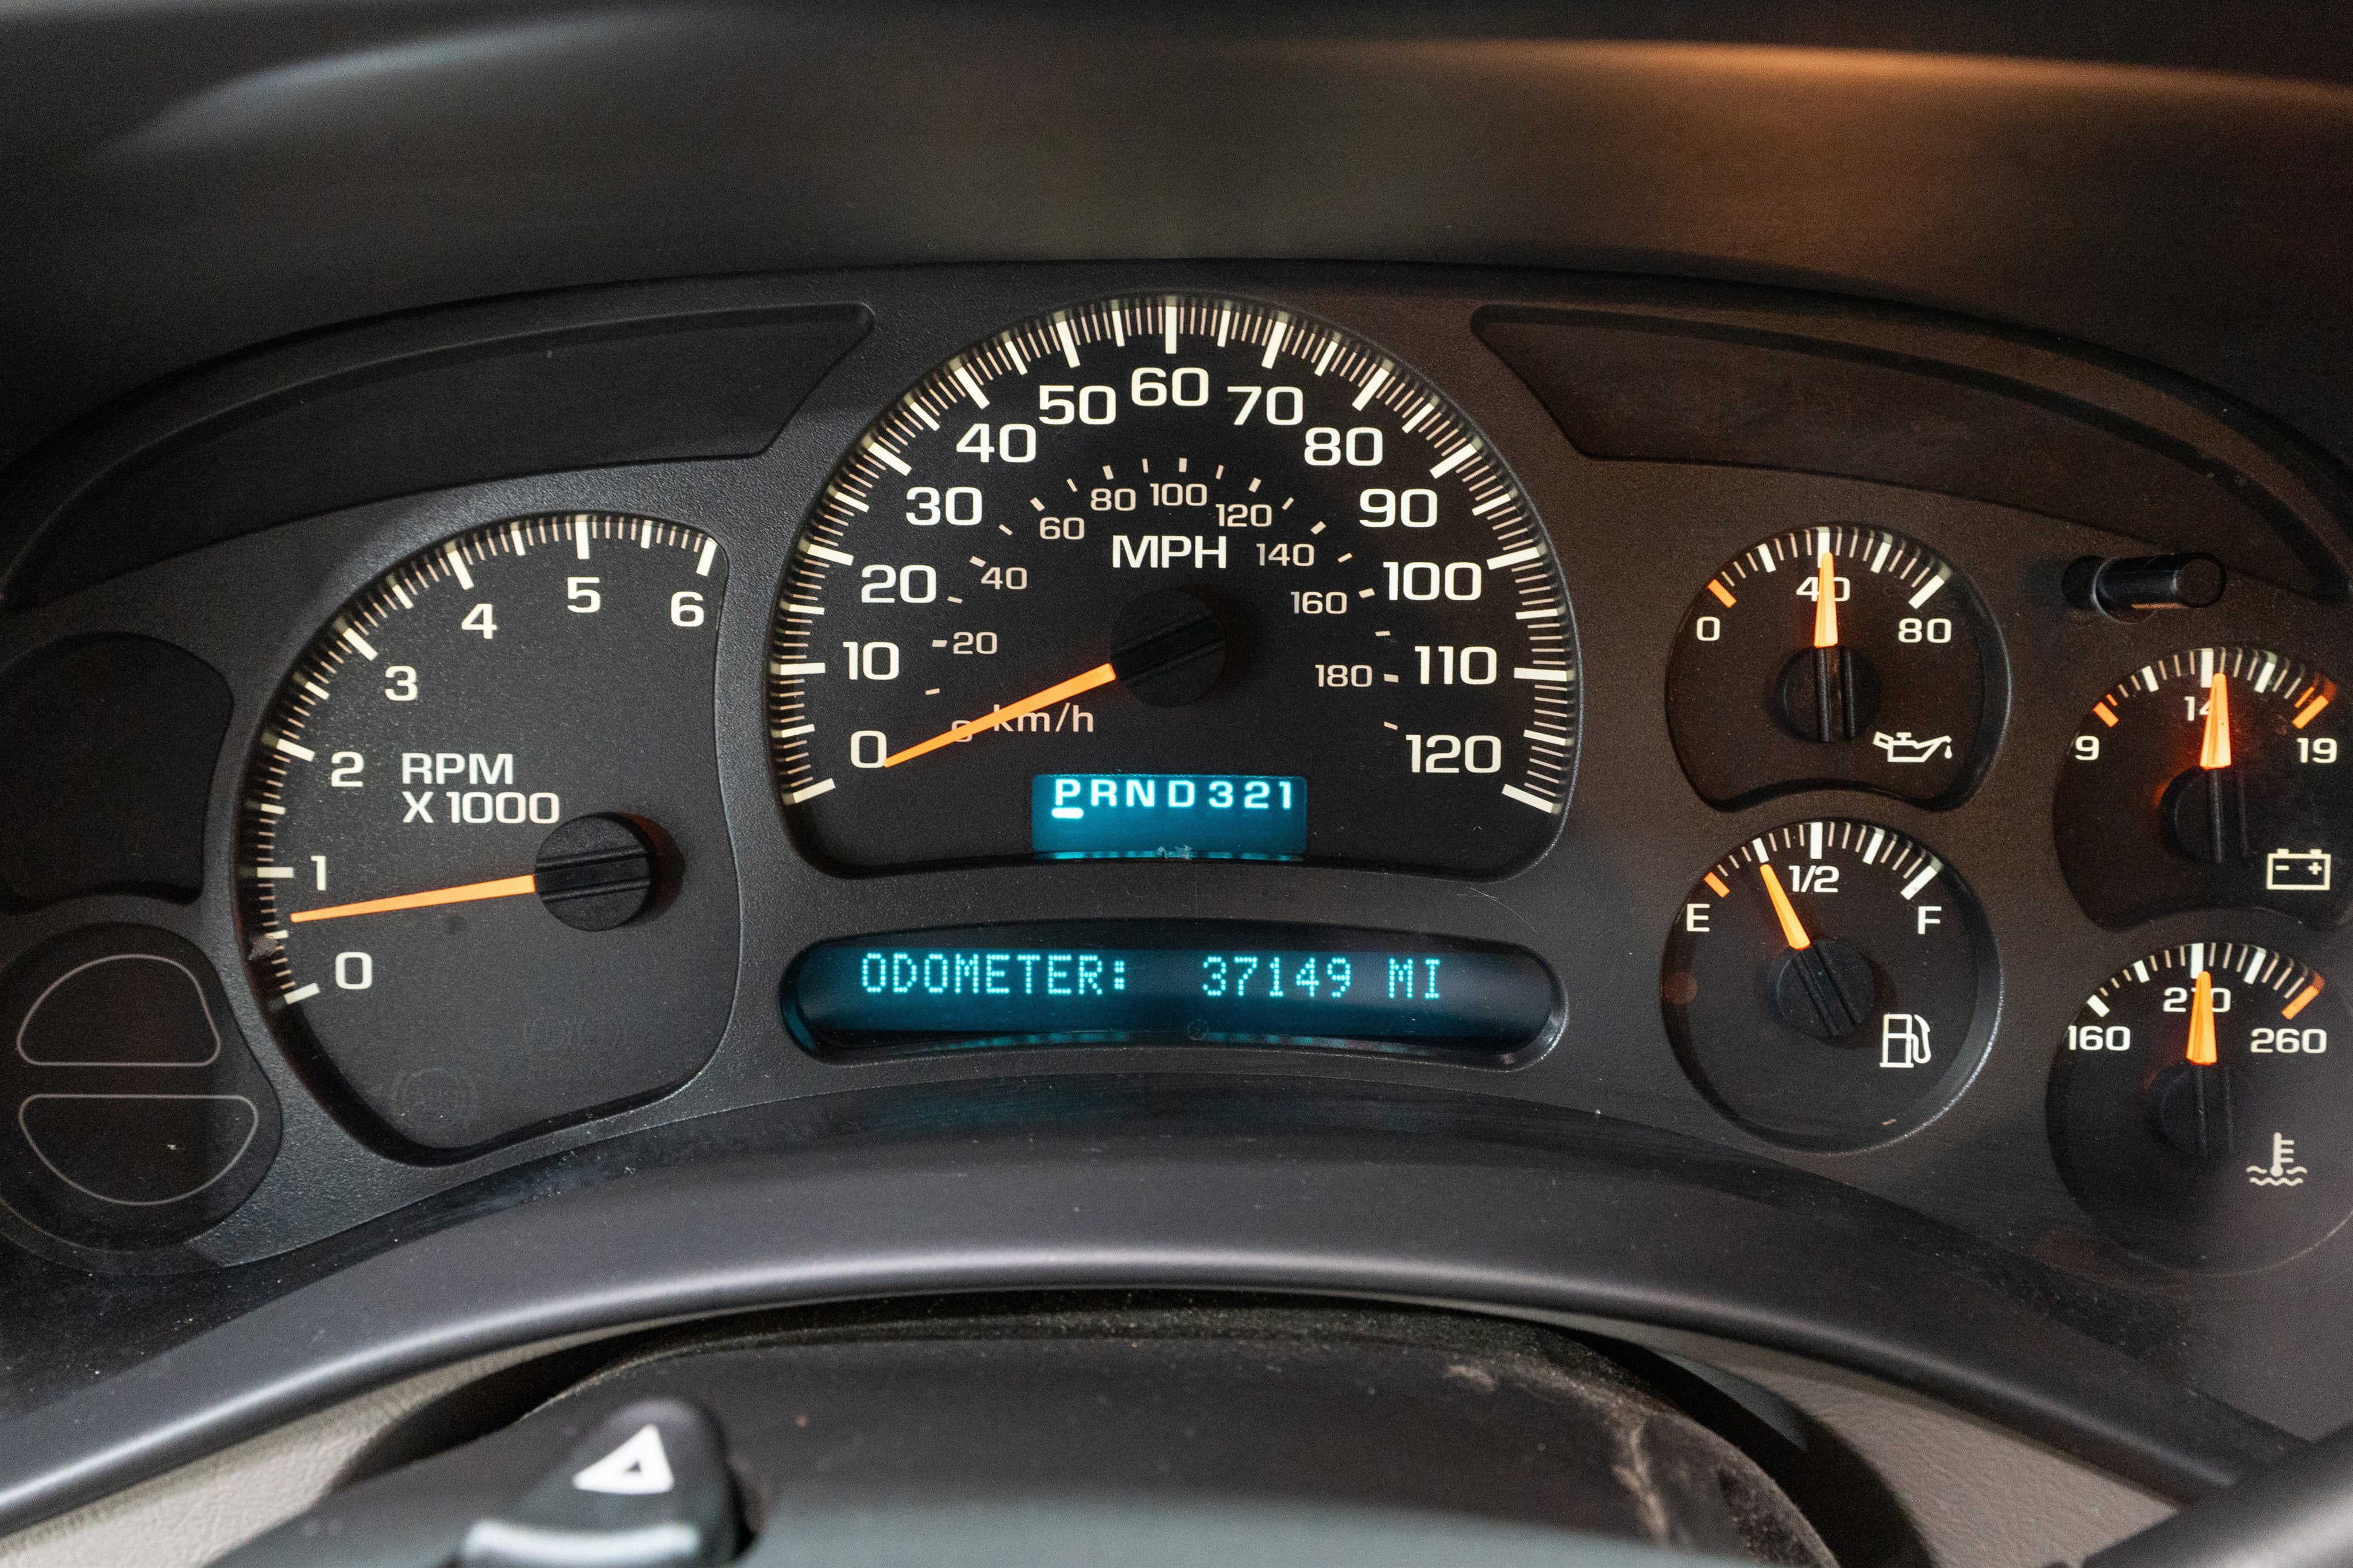 0 1 2 3 4 5 6
RPM
X 1000
0 10 20 30 40 50 60 70 80 90 100 110 120
20 40 60 80 100 120 140 160 180
MPH
km/h
PRND321
ODOMETER: 37149 MI
0 40 80
E 1/2 F
9 14 19
160 210 260